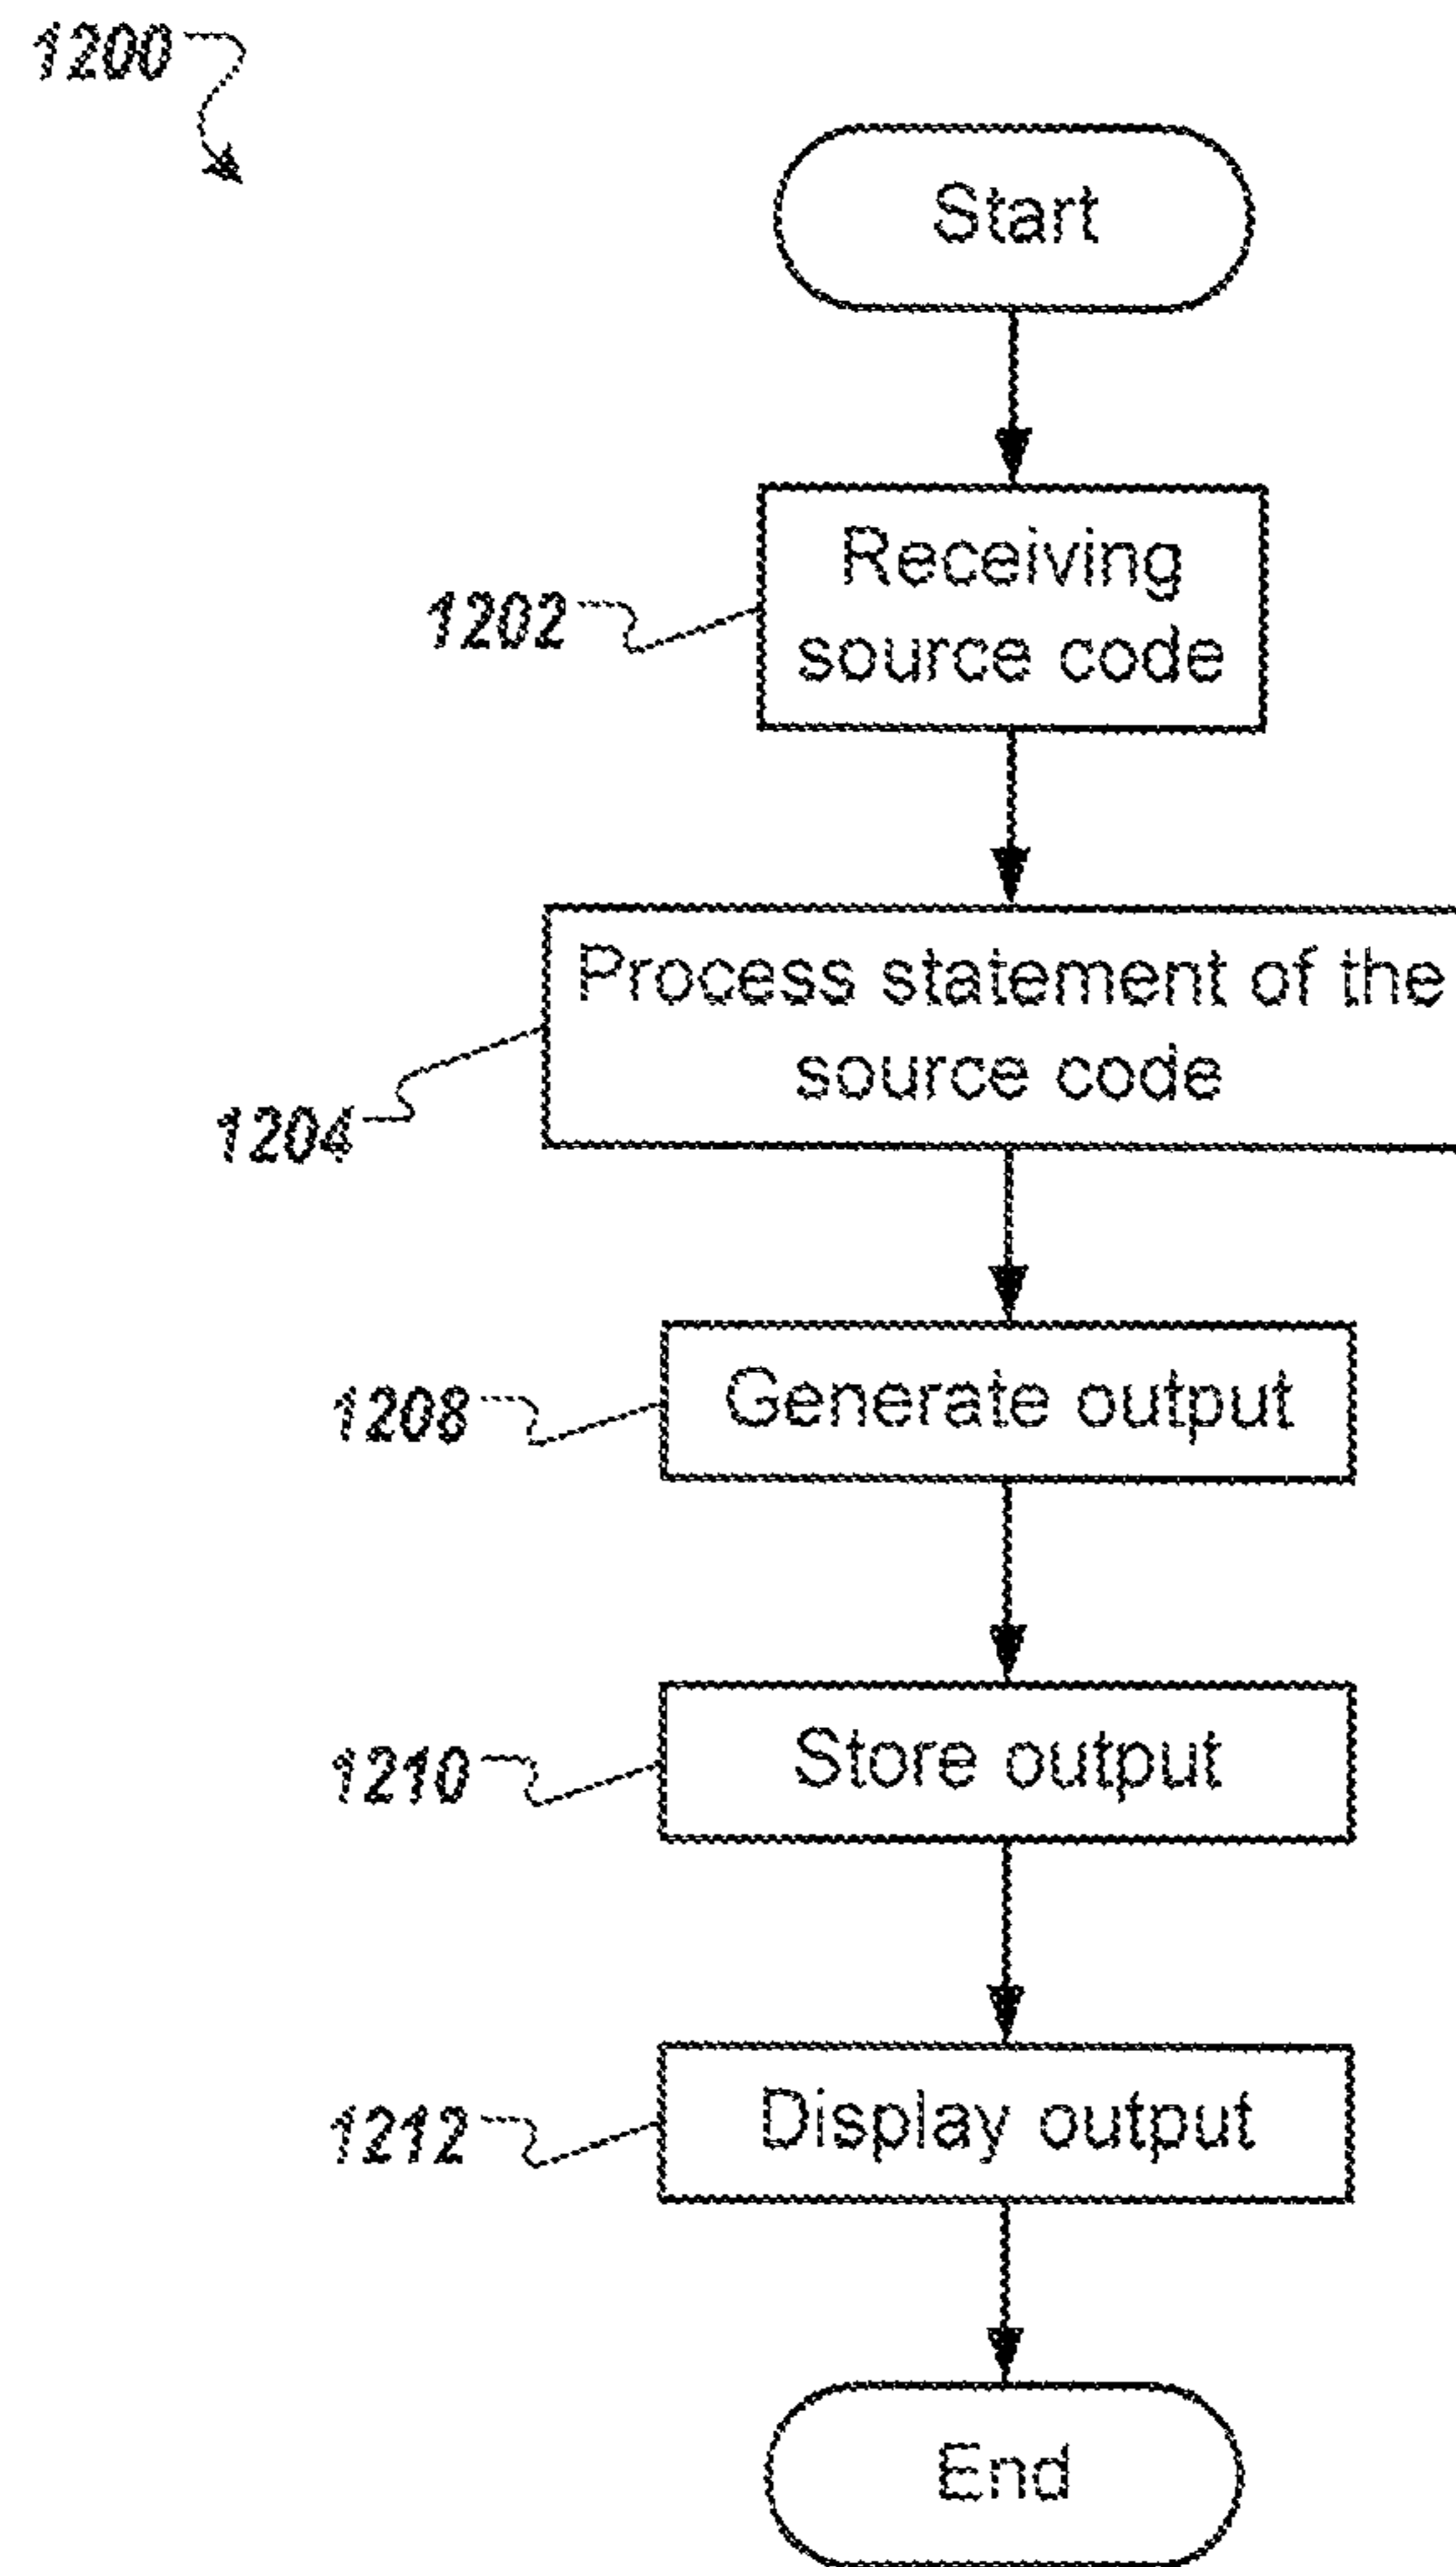 1200
Start
Receiving
source code
1202
Process statement of the
source code
1204
Generate output
1208
Store output
1210
Display output
1212
End